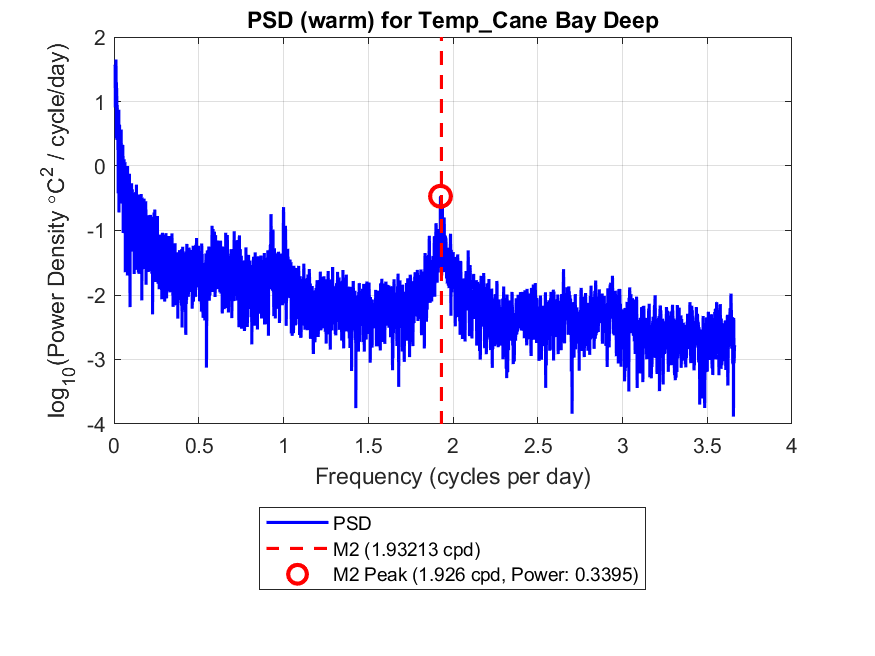 PSD (warm) for Temp_Cane Bay Deep
log10(Power Density °C2 / cycle/day)
2
1
0
-1
-2
-3
-4
0 0.5 1 1.5 2 2.5 3 3.5 4
Frequency (cycles per day)
PSD
M2 (1.93213 cpd)
M2 Peak (1.926 cpd, Power: 0.3395)